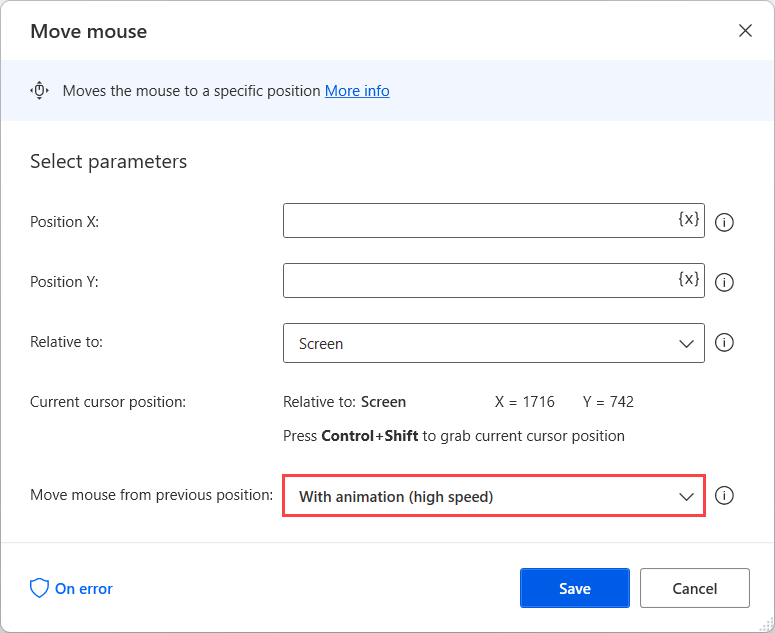 Move mouse
Moves the mouse to a specific position More info
Select parameters
Position X:
{x}
Position Y:
{x}
Relative to:
Screen
Current cursor position:
Relative to: Screen X = 1716 Y = 742
Press Control+Shift to grab current cursor position
Move mouse from previous position:
With animation (high speed)
On error
Save
Cancel